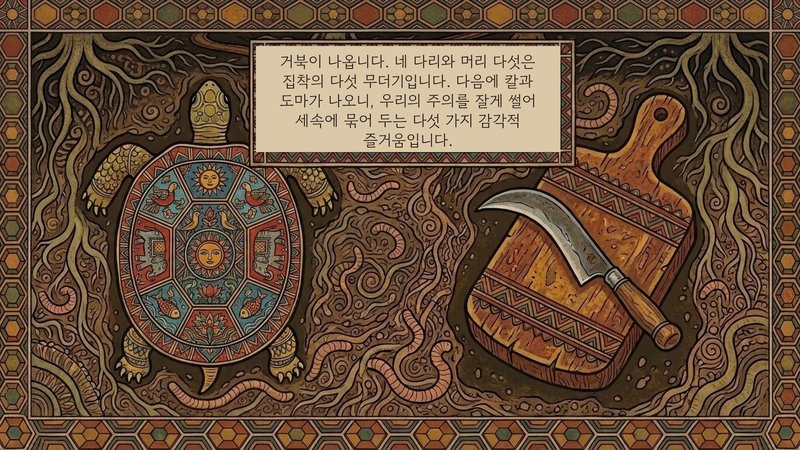 거북이 나옵니다. 네 다리와 머리 다섯은
집착의 다섯 무더기입니다. 다음에 칼과
도마가 나오니, 우리의 주의를 잘게 썰어
세속에 묶어 두는 다섯 가지 감각적
즐거움입니다.